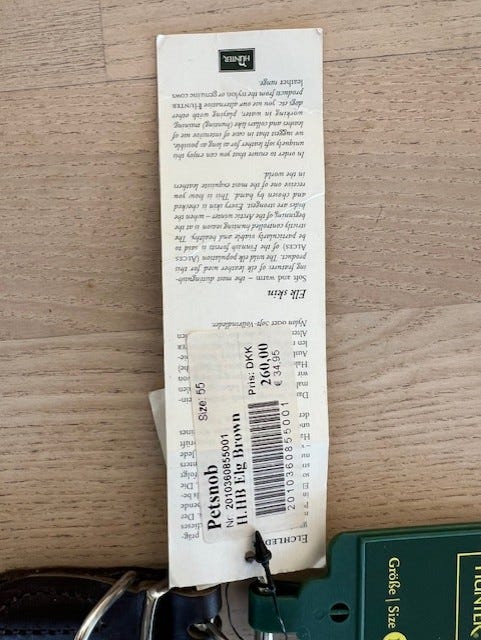 ELCHLED
Nylon oder Soft-Vollrindleder.
Elk skin
Soft and warm – the most distinguish-
ing features of elk leather used for this
product. The wild elk population (ALCES
ALCES) of the Finnish forests is said to
be particularly viable and healthy. The
strictly controlled hunting season is at the
beginning of the Arctic winter – when the
hides are strongest. Every skin is checked
and chosen by hand. This is how you
receive one of the most exquisite leathers
in the world.
In order to ensure that you can enjoy this
uniquely soft leather for as long as possible,
we suggest that in case of intensive use of
leashes and collars like (hunting), training,
working in water, playing with other
dogs etc. you use our alternative HUNTER
products from the nylon or genuine cows
leather range.
HUNTER
Size: 55
Petsnob
Nr. 2010360855001
H.HB Elg Brown
Pris: DKK
260,00
€ 34,95
2010360855001
Größe | Size
HUNTER